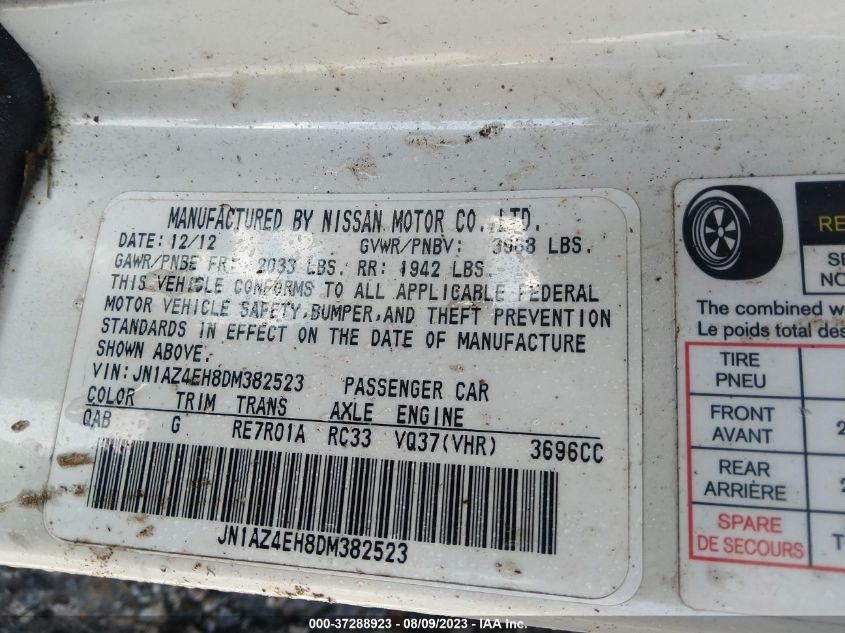 MANUFACTURED BY NISSAN MOTOR CO.,LTD.
DATE:12/12 GVWR/PNBV: 3968 LBS.
GAWR/PNBE FR: 2033 LBS. RR: 1942 LBS.
THIS VEHICLE CONFORMS TO ALL APPLICABLE FEDERAL
MOTOR VEHICLE SAFETY,BUMPER,AND THEFT PREVENTION
STANDARDS IN EFFECT ON THE DATE OF MANUFACTURE
SHOWN ABOVE.
VIN:JN1AZ4EH8DM382523 PASSENGER CAR
COLOR TRIM TRANS AXLE ENGINE
QAB G RE7R01A RC33 VQ37(VHR) 3696CC
JN1AZ4EH8DM382523
The combined
Le poids total
TIRE
PNEU
FRONT
AVANT
REAR
ARRIÈRE
SPARE
DE SECOURS
000-37288923 - 08/09/2023 - IAA Inc.